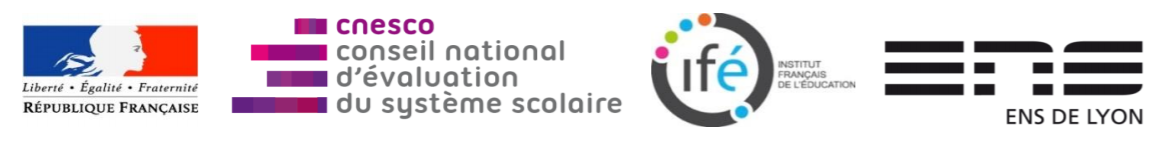 Liberté • Égalité • Fraternité
RÉPUBLIQUE FRANÇAISE
cnesco
conseil national
d'évaluation
du système scolaire
ifé
INSTITUT
FRANÇAIS
DE L'ÉDUCATION
ENS
ENS DE LYON